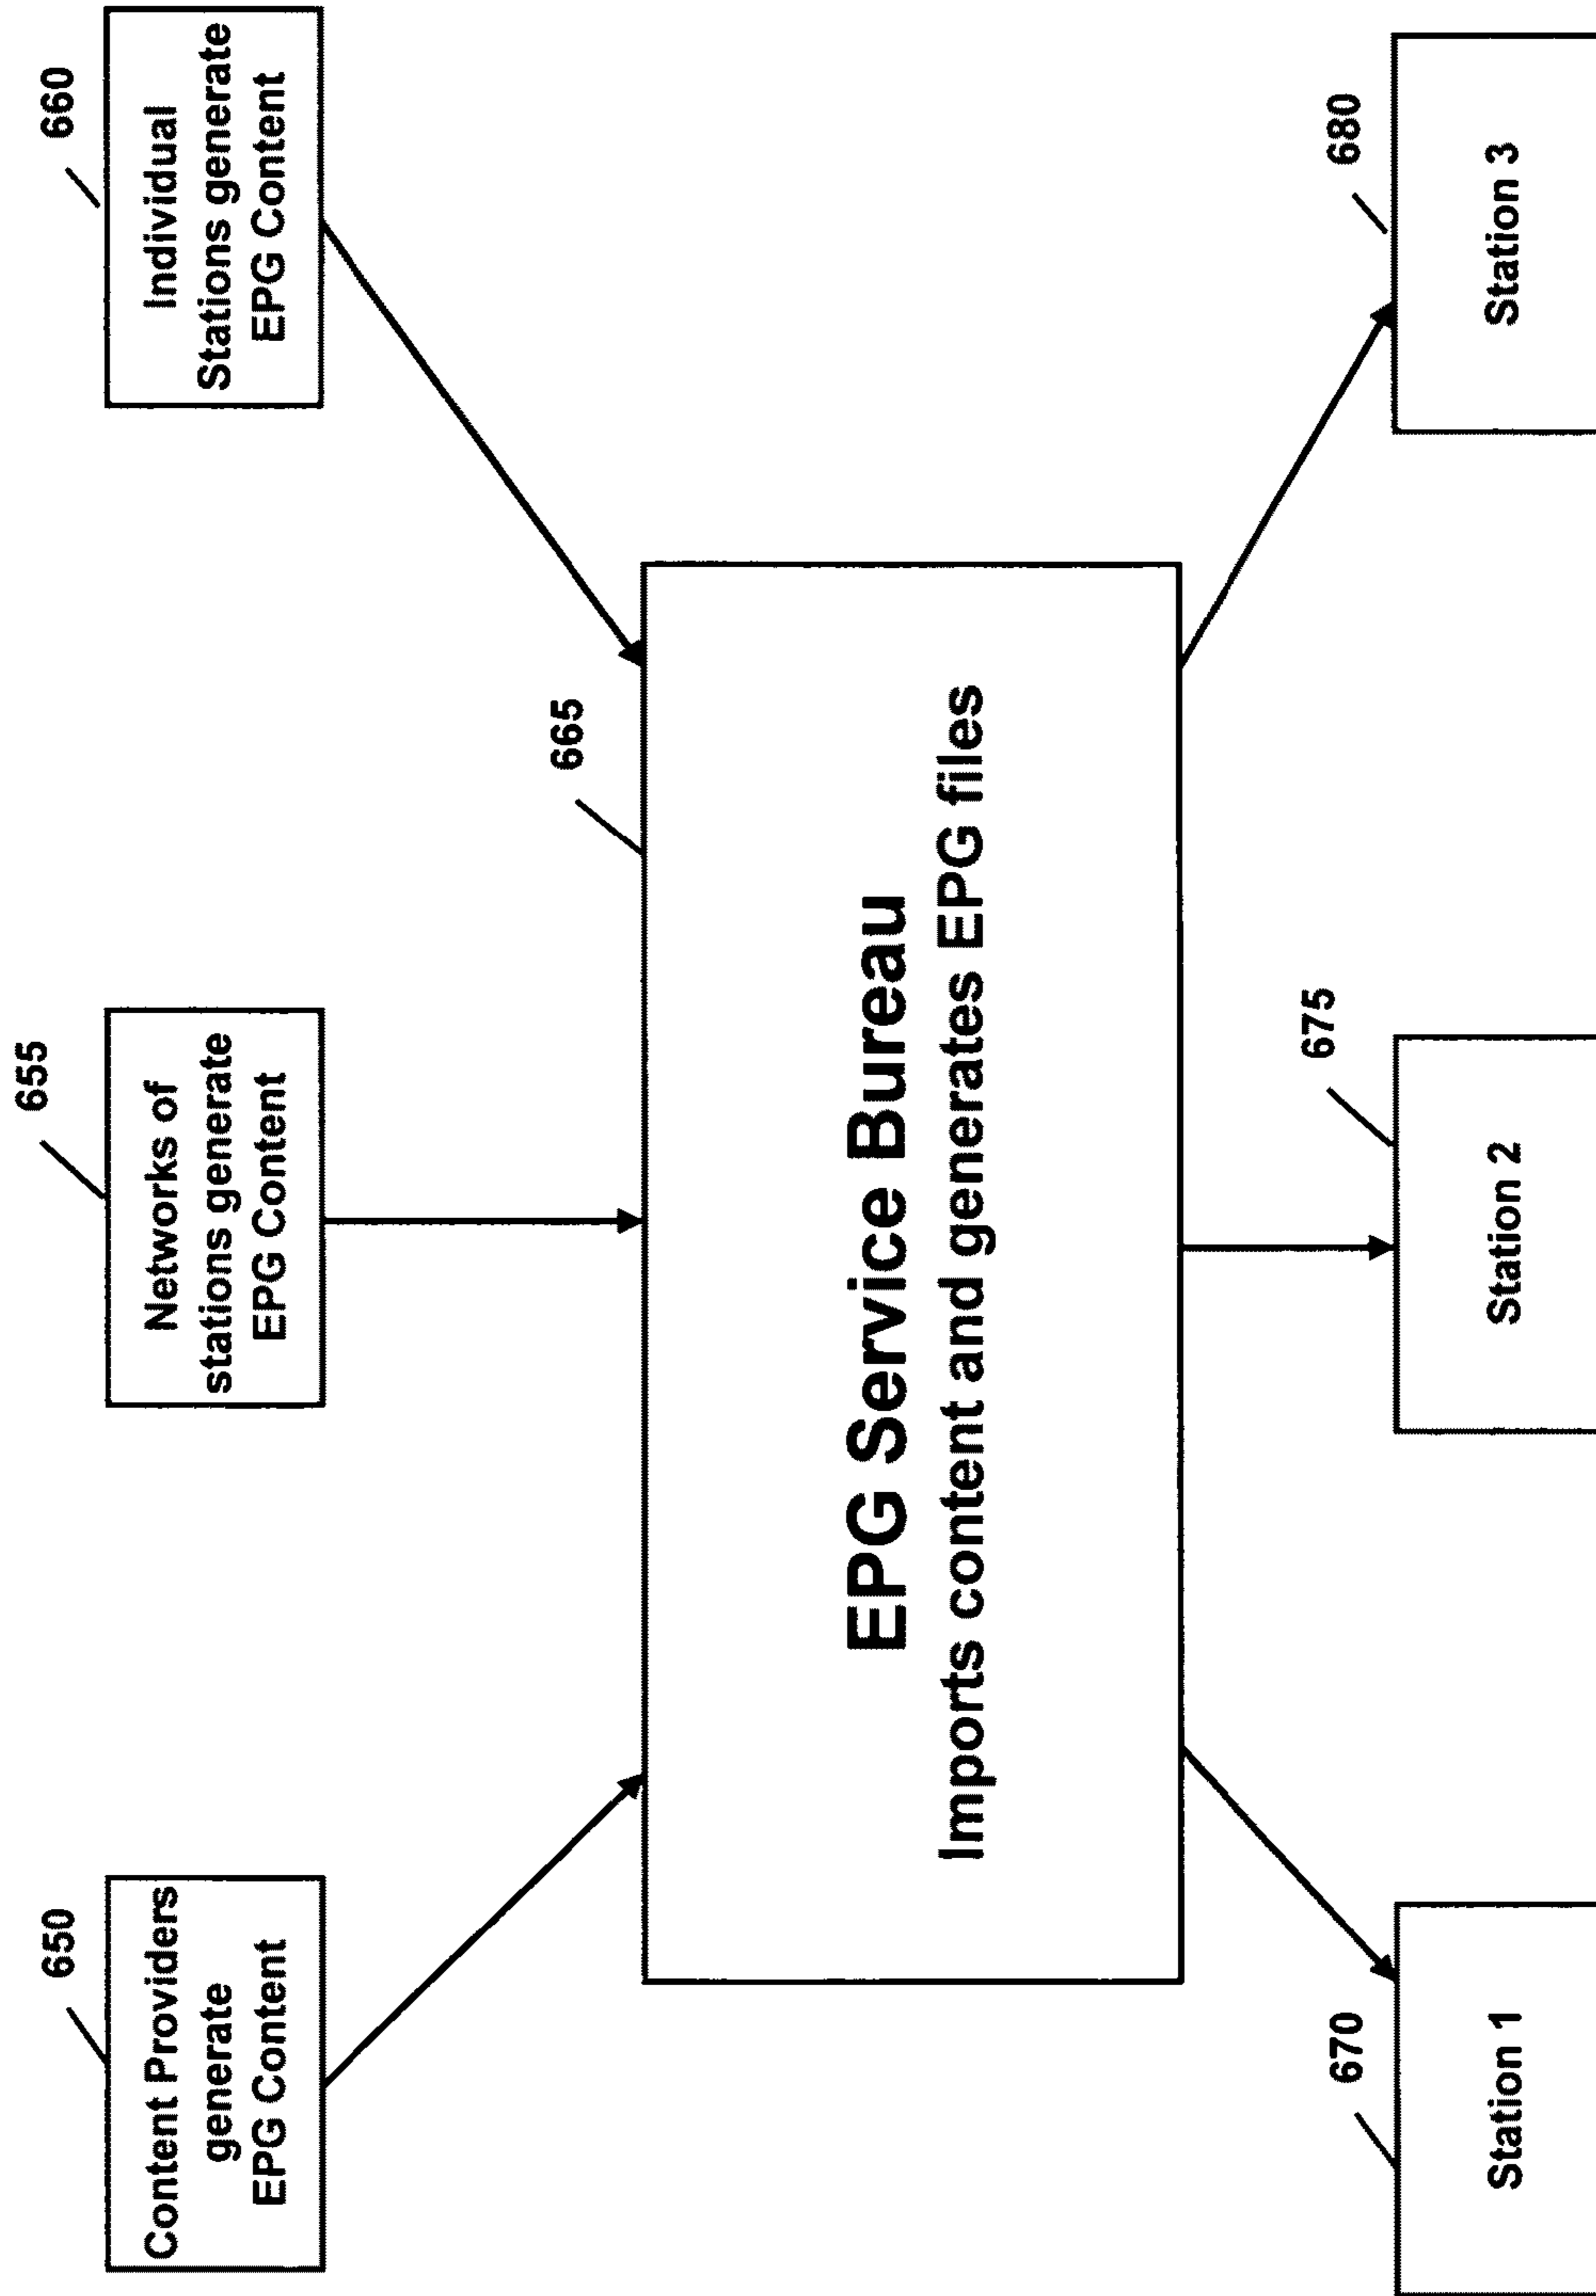 650
Content Providers
generate
EPG Content
655
Networks of
stations generate
EPG Content
660
Individual
Stations generate
EPG Content
665
EPG Service Bureau
Imports content and generates EPG files
670
Station 1
675
Station 2
680
Station 3